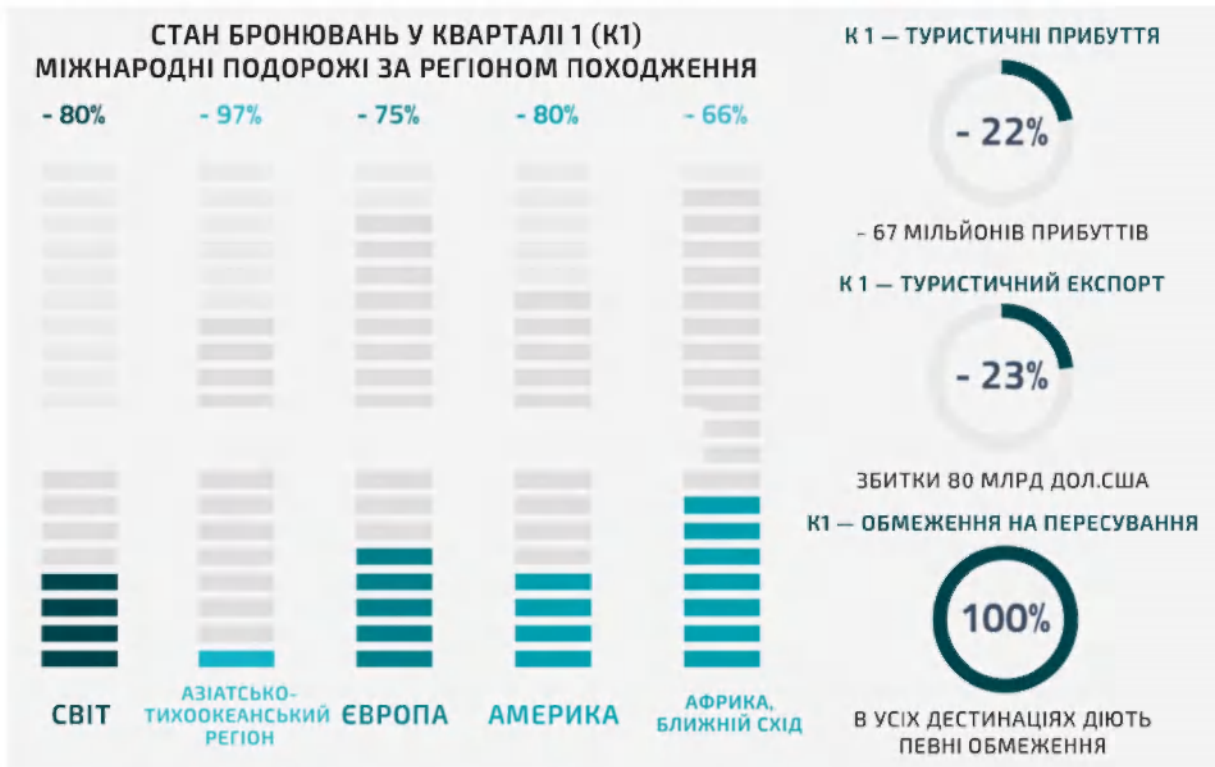 СТАН БРОНЮВАНЬ У КВАРТАЛІ 1 (К1)
МІЖНАРОДНІ ПОДОРОЖІ ЗА РЕГІОНОМ ПОХОДЖЕННЯ
- 80%
- 97%
- 75%
- 80%
- 66%
СВІТ
АЗІАТСЬКО-
ТИХООКЕАНСЬКИЙ
РЕГІОН
ЄВРОПА
АМЕРИКА
АФРИКА,
БЛИЖНІЙ СХІД
К 1 — ТУРИСТИЧНІ ПРИБУТТЯ
- 22%
- 67 МІЛЬЙОНІВ ПРИБУТТІВ
К 1 — ТУРИСТИЧНИЙ ЕКСПОРТ
- 23%
ЗБИТКИ 80 МЛРД ДОЛ.США
К1 — ОБМЕЖЕННЯ НА ПЕРЕСУВАННЯ
100%
В УСІХ ДЕСТИНАЦІЯХ ДІЮТЬ
ПЕВНІ ОБМЕЖЕННЯ